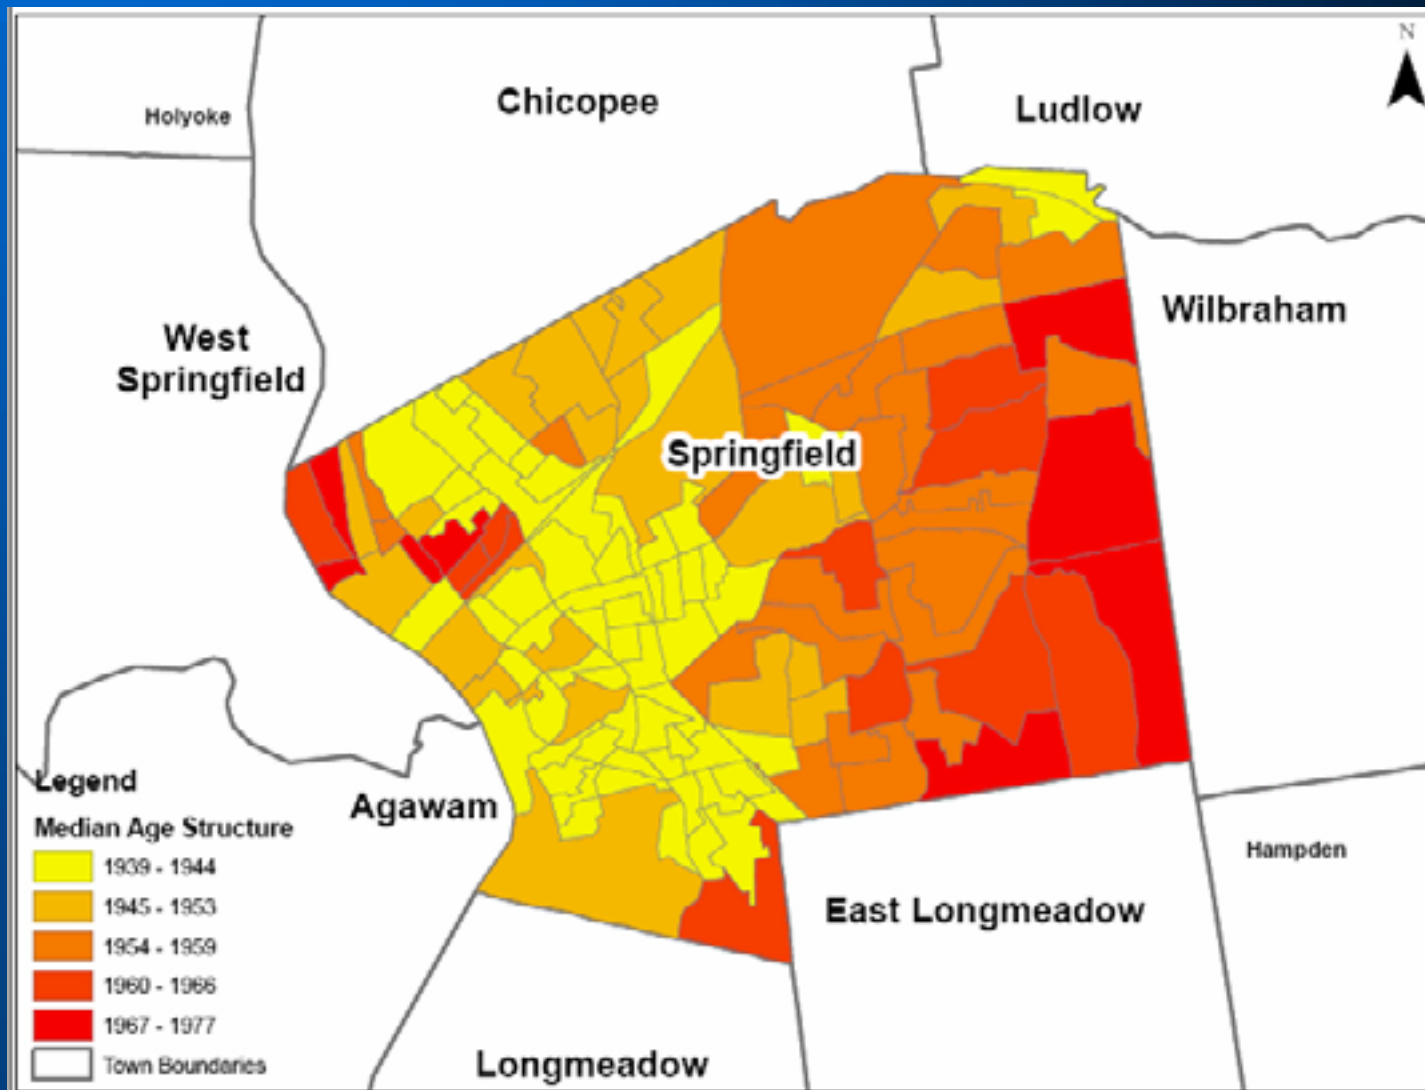 N
Chicopee
Ludlow
Holyoke
West
Springfield
Wilbraham
Springfield
Legend
Agawam
Median Age Structure
1939 - 1944
Hampden
1945 - 1953
East Longmeadow
1954 - 1959
1960 - 1966
1967 - 1977
Town Boundaries
Longmeadow